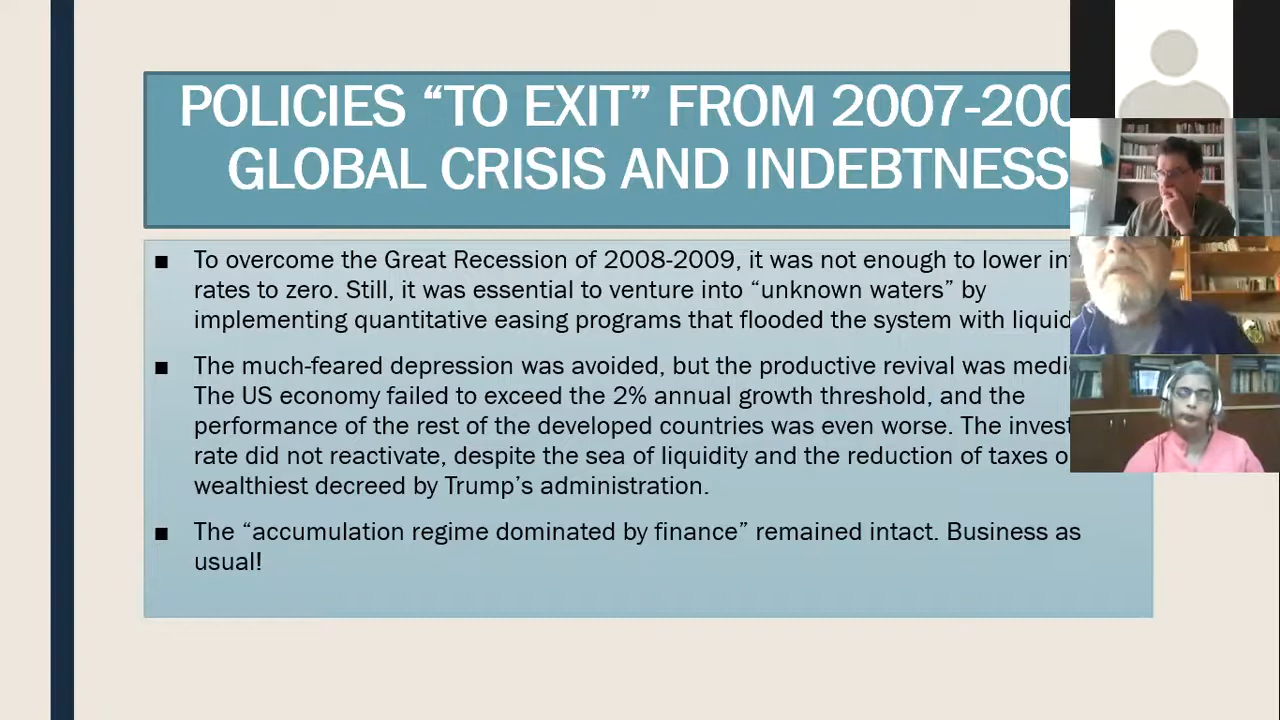 POLICIES “TO EXIT” FROM 2007-200
GLOBAL CRISIS AND INDEBTNESS
■ To overcome the Great Recession of 2008-2009, it was not enough to lower
rates to zero. Still, it was essential to venture into “unknown waters” by
implementing quantitative easing programs that flooded the system with
■ The much-feared depression was avoided, but the productive revival was
The US economy failed to exceed the 2% annual growth threshold, and the
performance of the rest of the developed countries was even worse. The
rate did not reactivate, despite the sea of liquidity and the reduction of taxes
wealthiest decreed by Trump’s administration.
■ The “accumulation regime dominated by finance” remained intact. Business as
usual!